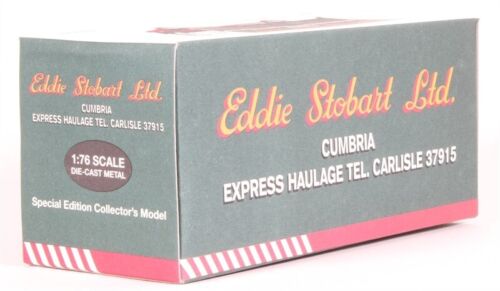 Eddie Stobart Ltd.
CUMBRIA
EXPRESS HAULAGE TEL. CARLISLE 37915
1:76 SCALE
DIE-CAST METAL
Special Edition Collector's Model
Eddie Stobart Ltd.
CUMBRIA
EXPRESS HAULAGE TEL. CARLISLE 37915